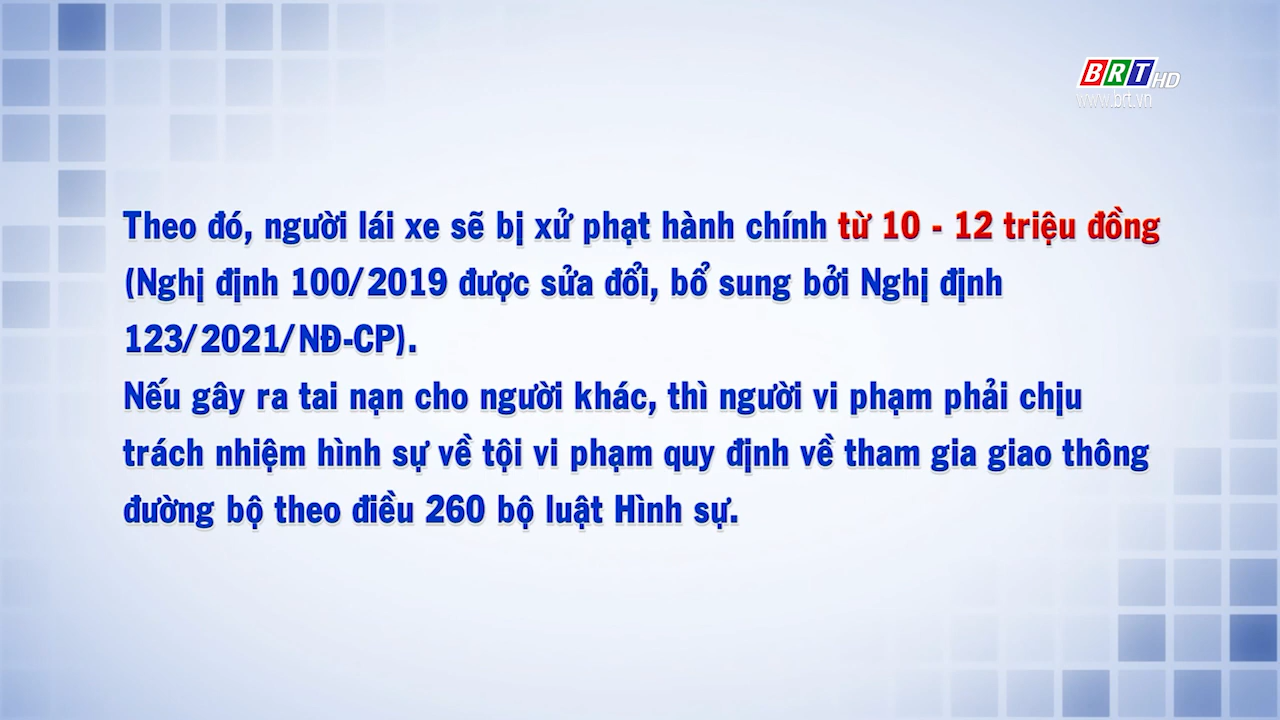 BRT HD
www.brt.vn
Theo đó, người lái xe sẽ bị xử phạt hành chính từ 10 - 12 triệu đồng
(Nghị định 100/2019 được sửa đổi, bổ sung bởi Nghị định
123/2021/NĐ-CP).
Nếu gây ra tai nạn cho người khác, thì người vi phạm phải chịu
trách nhiệm hình sự về tội vi phạm quy định về tham gia giao thông
đường bộ theo điều 260 bộ luật Hình sự.